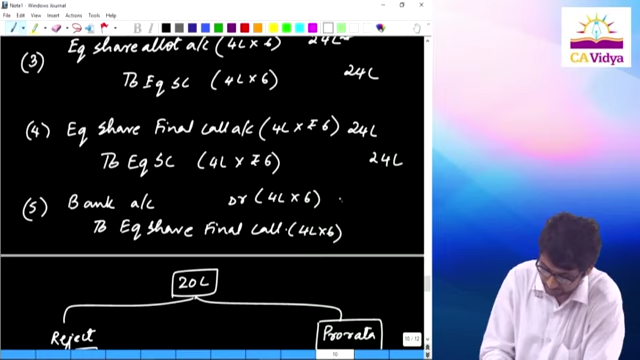 Note1 - Windows Journal
File Edit View Insert Actions Tools Help
(3) Eq share allot a/c (4L×6) 24L
To Eq SC (4L×6) 24L
(4) Eq share Final call a/c (4L×₹6) 24L
To Eq SC (4L×₹6) 24L
(5) Bank a/c Dr (4L×6)
To Eq share Final call (4L×6)
20L
Reject Prorata
10 / 12
10
CA Vidya